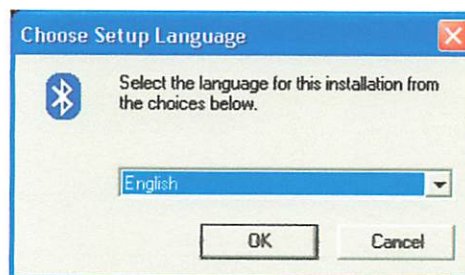 Choose Setup Language
Select the language for this installation from
the choices below.
English
OK
Cancel